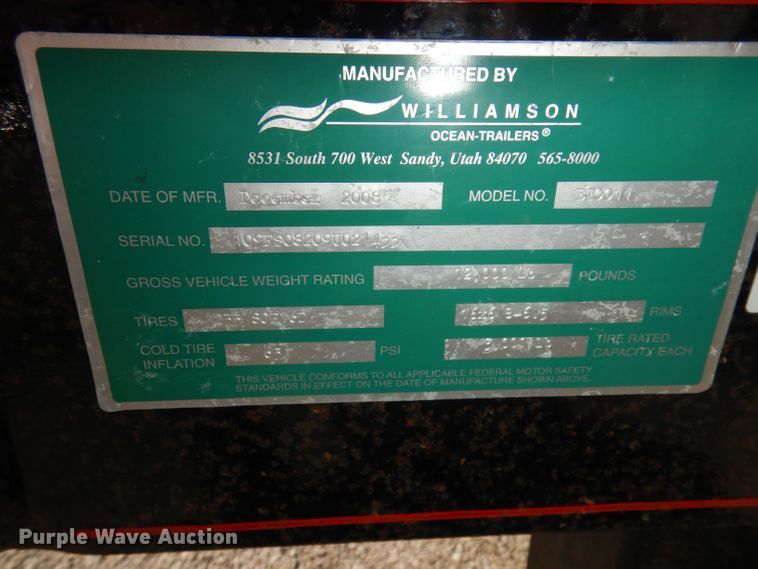 MANUFACTURED BY
WILLIAMSON
OCEAN-TRAILERS®
8531 South 700 West Sandy, Utah 84070 565-8000
DATE OF MFR. December 2008 MODEL NO.
SERIAL NO.
GROSS VEHICLE WEIGHT RATING 12,000 POUNDS
TIRES RIMS
COLD TIRE INFLATION PSI TIRE RATED CAPACITY EACH
THIS VEHICLE CONFORMS TO ALL APPLICABLE FEDERAL MOTOR SAFETY
STANDARDS IN EFFECT ON THE DATE OF MANUFACTURE SHOWN ABOVE.
Purple Wave Auction